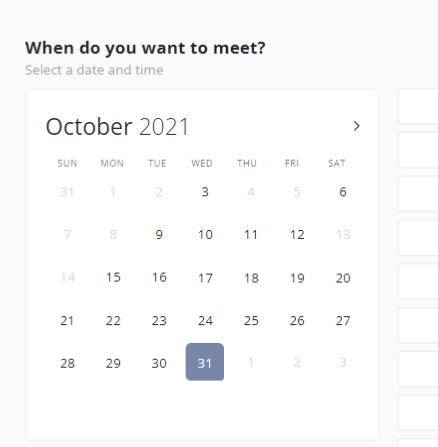 When do you want to meet?
Select a date and time
October 2021 >
SUN MON TUE WED THU FRI SAT
31 1 2 3 4 5 6
7 8 9 10 11 12 13
14 15 16 17 18 19 20
21 22 23 24 25 26 27
28 29 30 31 1 2 3